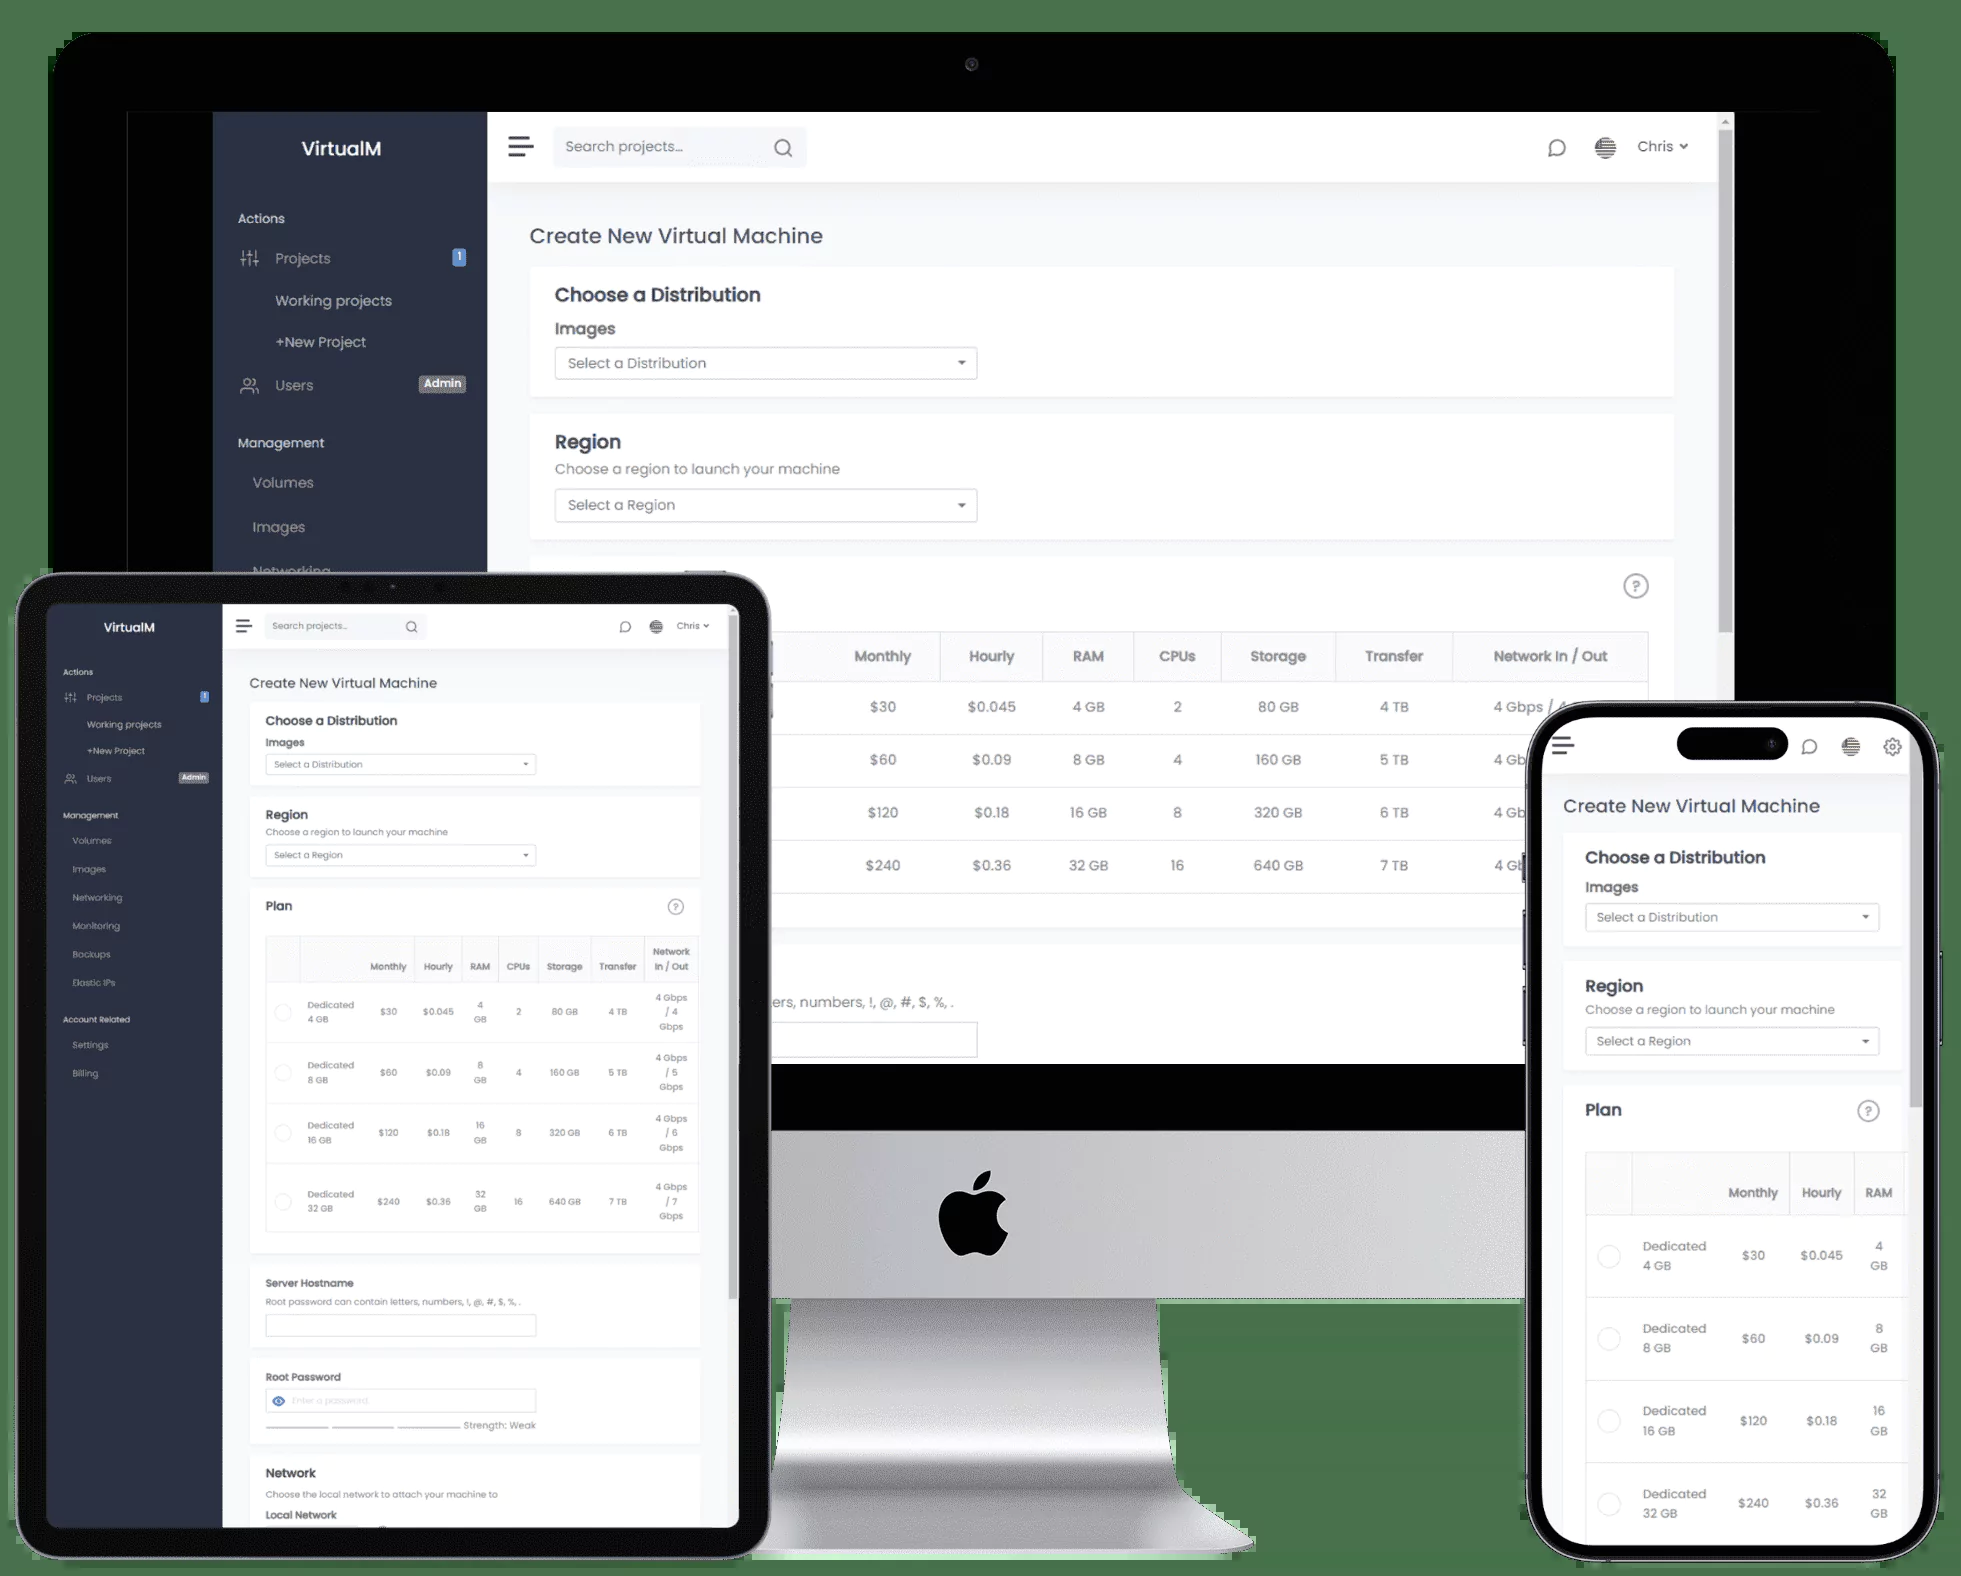 VirtualM
Search projects...
Chris
Actions
Projects 1
Working projects
+New Project
Users Admin
Management
Volumes
Images
Networking
Create New Virtual Machine
Choose a Distribution
Images
Select a Distribution
Region
Choose a region to launch your machine
Select a Region
?
Monthly Hourly RAM CPUs Storage Transfer Network In / Out
$30 $0.045 4 GB 2 80 GB 4 TB 4 Gbps /
$60 $0.09 8 GB 4 160 GB 5 TB 4 Gb
$120 $0.18 16 GB 8 320 GB 6 TB 4 Gb
$240 $0.36 32 GB 16 640 GB 7 TB 4 Gb
ers, numbers, !, @, #, $, %, .
VirtualM
Search projects...
Chris
Actions
Projects 1
Working projects
+New Project
Users Admin
Management
Volumes
Images
Networking
Monitoring
Backups
Elastic IPs
Account Related
Settings
Billing
Create New Virtual Machine
Choose a Distribution
Images
Select a Distribution
Region
Choose a region to launch your machine
Select a Region
Plan ?
Monthly Hourly RAM CPUs Storage Transfer Network In / Out
Dedicated 4 GB $30 $0.045 4 GB 2 80 GB 4 TB 4 Gbps / 4 Gbps
Dedicated 8 GB $60 $0.09 8 GB 4 160 GB 5 TB 4 Gbps / 5 Gbps
Dedicated 16 GB $120 $0.18 16 GB 8 320 GB 6 TB 4 Gbps / 6 Gbps
Dedicated 32 GB $240 $0.36 32 GB 16 640 GB 7 TB 4 Gbps / 7 Gbps
Server Hostname
Root password can contain letters, numbers, !, @, #, $, %, .
Root Password
Enter a password
Strength: Weak
Network
Choose the local network to attach your machine to
Local Network
Create New Virtual Machine
Choose a Distribution
Images
Select a Distribution
Region
Choose a region to launch your machine
Select a Region
Plan ?
Monthly Hourly RAM
Dedicated 4 GB $30 $0.045 4 GB
Dedicated 8 GB $60 $0.09 8 GB
Dedicated 16 GB $120 $0.18 16 GB
Dedicated 32 GB $240 $0.36 32 GB